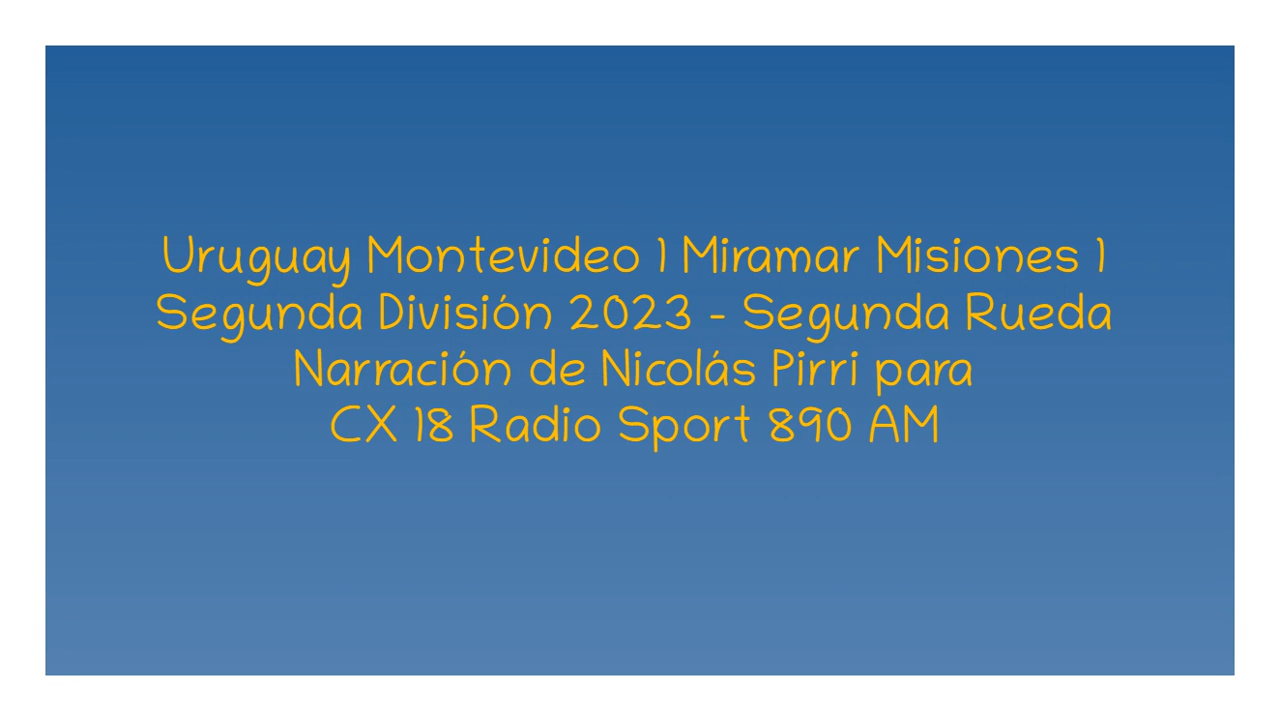 Uruguay Montevideo 1 Miramar Misiones 1
Segunda División 2023 - Segunda Rueda
Narración de Nicolás Pirri para
CX 18 Radio Sport 890 AM